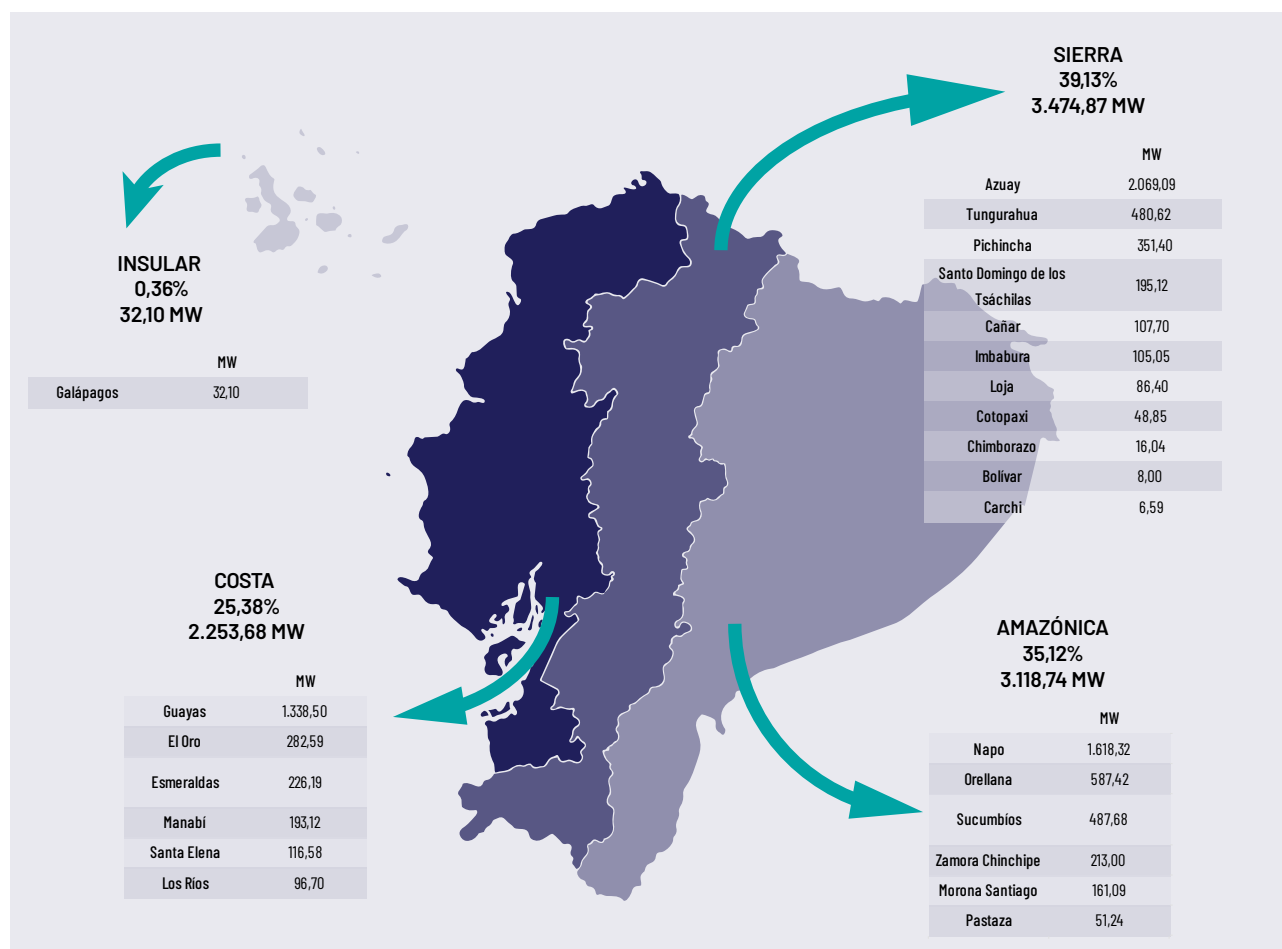 SIERRA
39,13%
3.474,87 MW
MW
Azuay 2.069,09
Tungurahua 480,62
Pichincha 351,40
Santo Domingo de los
Tsáchilas 195,12
Cañar 107,70
Imbabura 105,05
Loja 86,40
Cotopaxi 48,85
Chimborazo 16,04
Bolívar 8,00
Carchi 6,59
INSULAR
0,36%
32,10 MW
MW
Galápagos 32,10
COSTA
25,38%
2.253,68 MW
MW
Guayas 1.338,50
El Oro 282,59
Esmeraldas 226,19
Manabí 193,12
Santa Elena 116,58
Los Ríos 96,70
AMAZÓNICA
35,12%
3.118,74 MW
MW
Napo 1.618,32
Orellana 587,42
Sucumbíos 487,68
Zamora Chinchipe 213,00
Morona Santiago 161,09
Pastaza 51,24